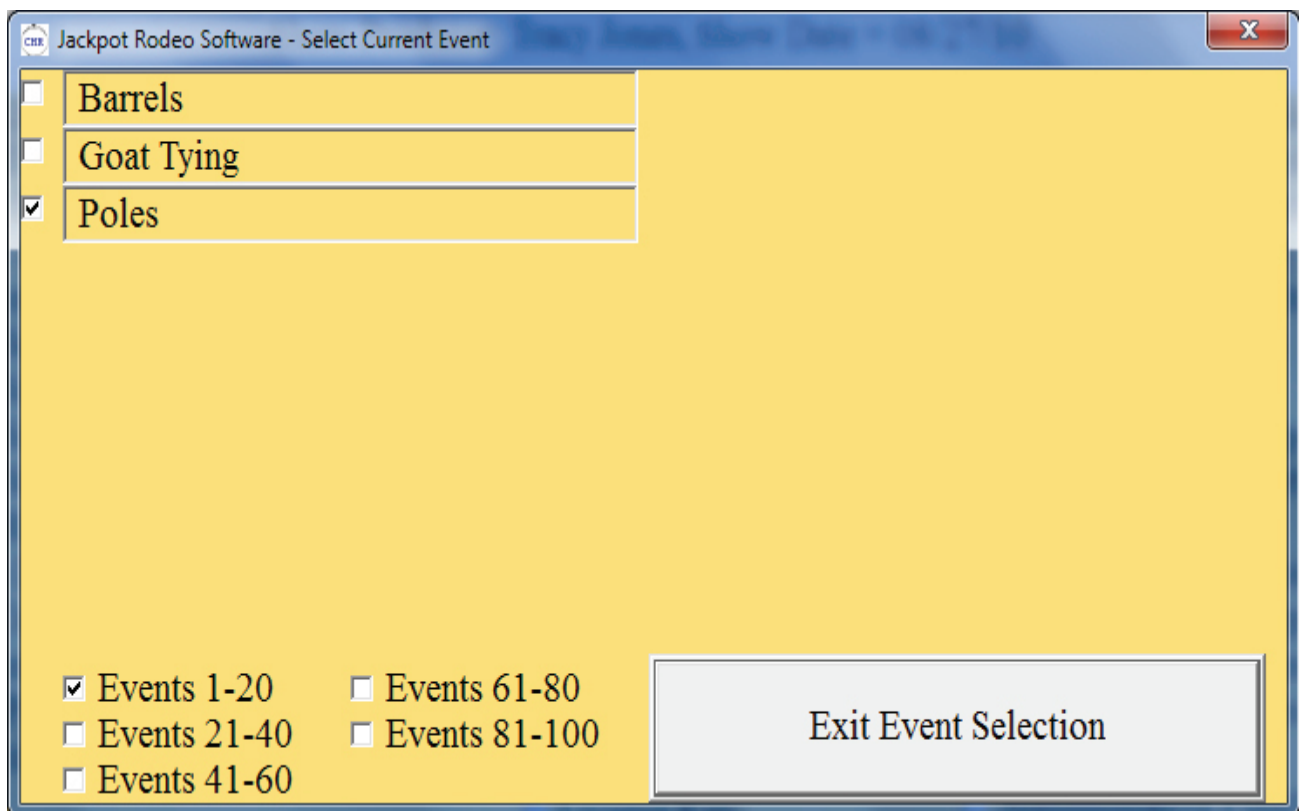 CHR
Jackpot Rodeo Software - Select Current Event
Barrels
Goat Tying
Poles
Events 1-20
Events 61-80
Events 21-40
Events 81-100
Events 41-60
Exit Event Selection
X